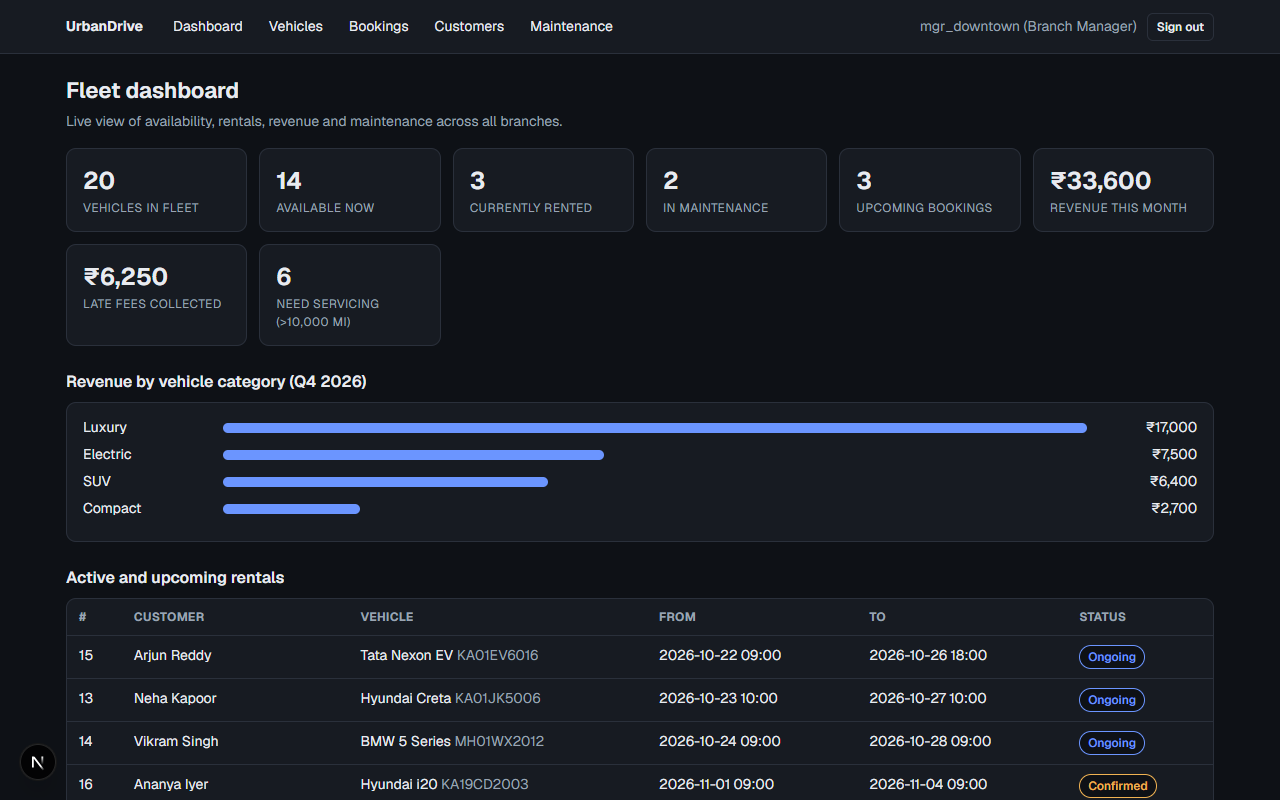 UrbanDrive Dashboard Vehicles Bookings Customers Maintenance mgr_downtown (Branch Manager) Sign out
Fleet dashboard
Live view of availability, rentals, revenue and maintenance across all branches.
20
VEHICLES IN FLEET
14
AVAILABLE NOW
3
CURRENTLY RENTED
2
IN MAINTENANCE
3
UPCOMING BOOKINGS
₹33,600
REVENUE THIS MONTH
₹6,250
LATE FEES COLLECTED
6
NEED SERVICING
(>10,000 MI)
Revenue by vehicle category (Q4 2026)
Luxury ₹17,000
Electric ₹7,500
SUV ₹6,400
Compact ₹2,700
Active and upcoming rentals
# CUSTOMER VEHICLE FROM TO STATUS
15 Arjun Reddy Tata Nexon EV KA01EV6016 2026-10-22 09:00 2026-10-26 18:00 Ongoing
13 Neha Kapoor Hyundai Creta KA01JK5006 2026-10-23 10:00 2026-10-27 10:00 Ongoing
14 Vikram Singh BMW 5 Series MH01WX2012 2026-10-24 09:00 2026-10-28 09:00 Ongoing
16 Ananya Iyer Hyundai i20 KA19CD2003 2026-11-01 09:00 2026-11-04 09:00 Confirmed
N